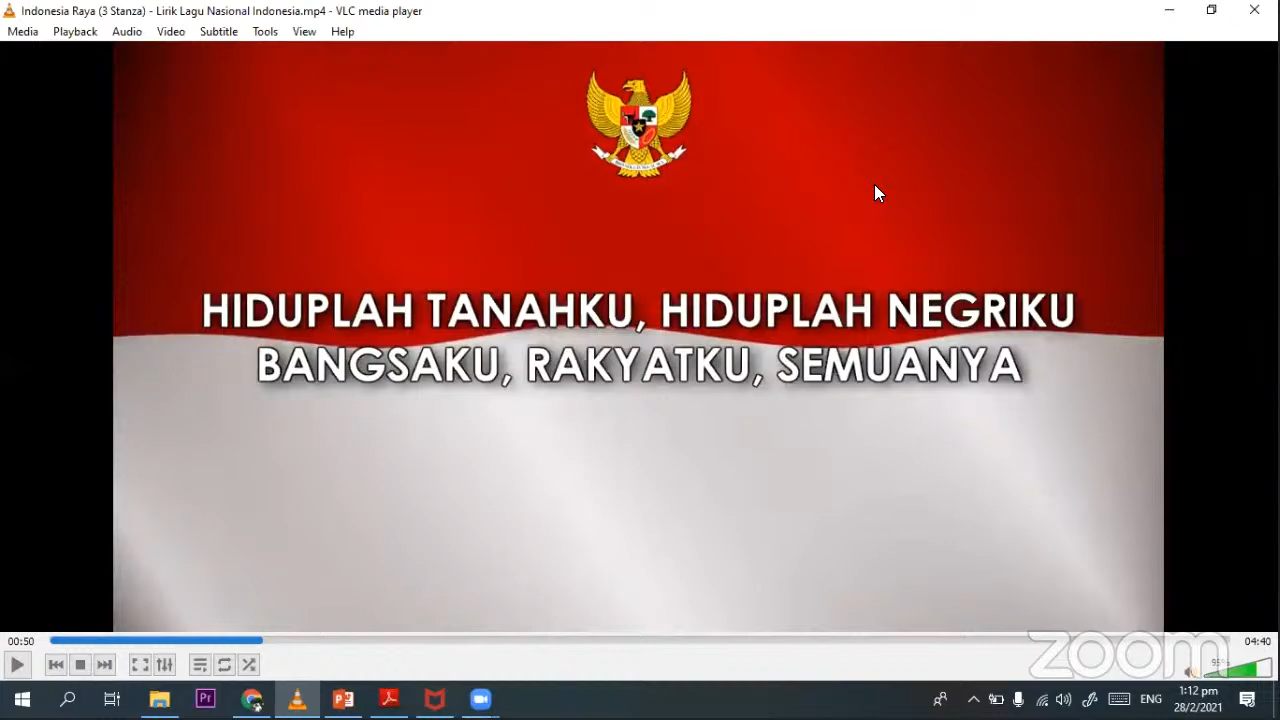 Indonesia Raya (3 Stanza) - Lirik Lagu Nasional Indonesia.mp4 - VLC media player
Media Playback Audio Video Subtitle Tools View Help
HIDUPLAH TANAHKU, HIDUPLAH NEGRIKU
BANGSAKU, RAKYATKU, SEMUANYA
00:50
04:40
zoom
95%
Pr
ENG
1:12 pm
28/2/2021